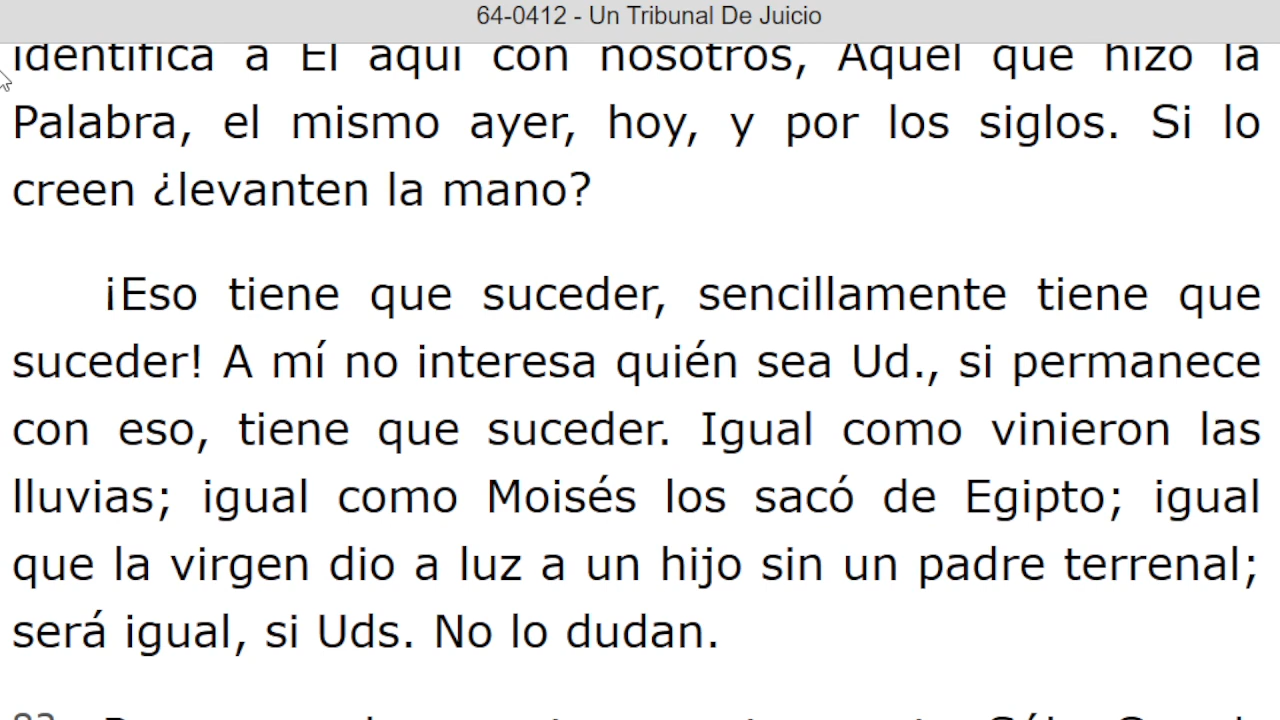 64-0412 - Un Tribunal De Juicio
identifica a Él aquí con nosotros, Aquel que hizo la
Palabra, el mismo ayer, hoy, y por los siglos. Si lo
creen ¿levanten la mano?
¡Eso tiene que suceder, sencillamente tiene que
suceder! A mí no interesa quién sea Ud., si permanece
con eso, tiene que suceder. Igual como vinieron las
lluvias; igual como Moisés los sacó de Egipto; igual
que la virgen dio a luz a un hijo sin un padre terrenal;
será igual, si Uds. No lo dudan.